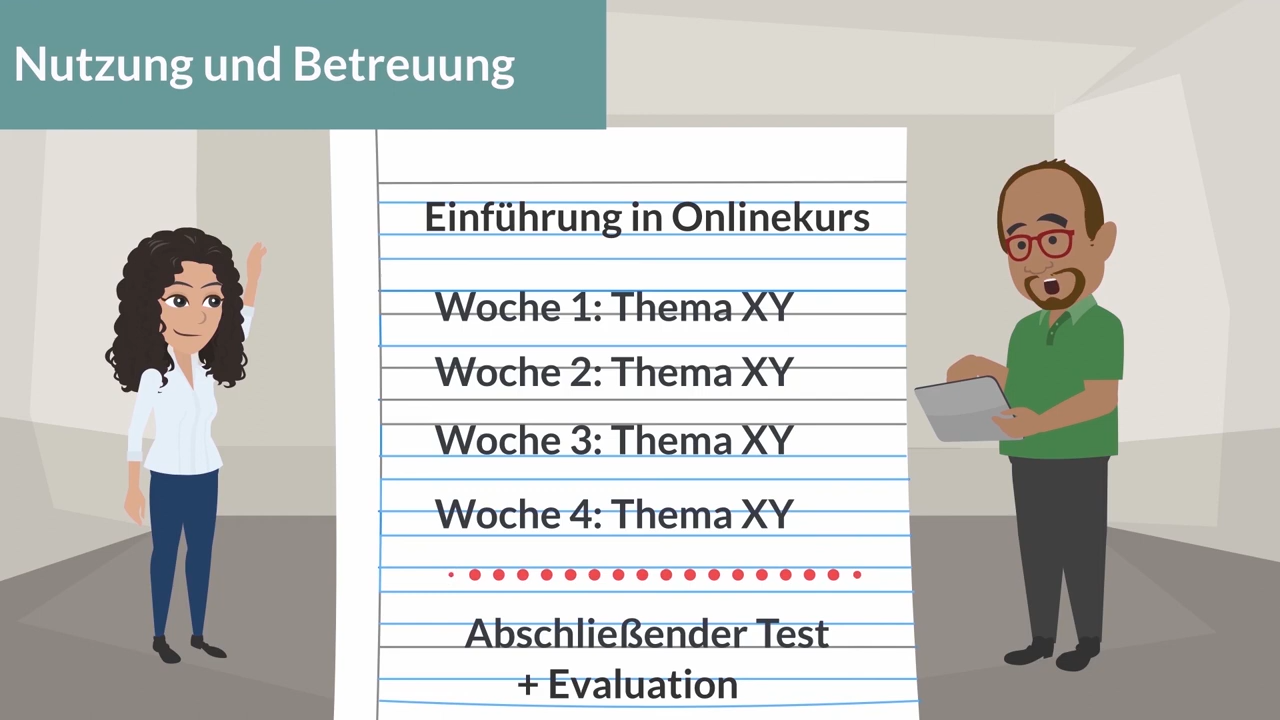 Nutzung und Betreuung
Einführung in Onlinekurs
Woche 1: Thema XY
Woche 2: Thema XY
Woche 3: Thema XY
Woche 4: Thema XY
Abschließender Test
+ Evaluation